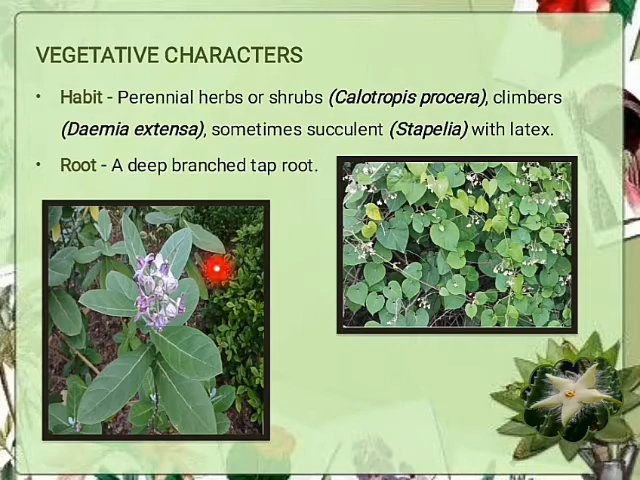 VEGETATIVE CHARACTERS
• Habit - Perennial herbs or shrubs (Calotropis procera), climbers
(Daemia extensa), sometimes succulent (Stapelia) with latex.
• Root - A deep branched tap root.